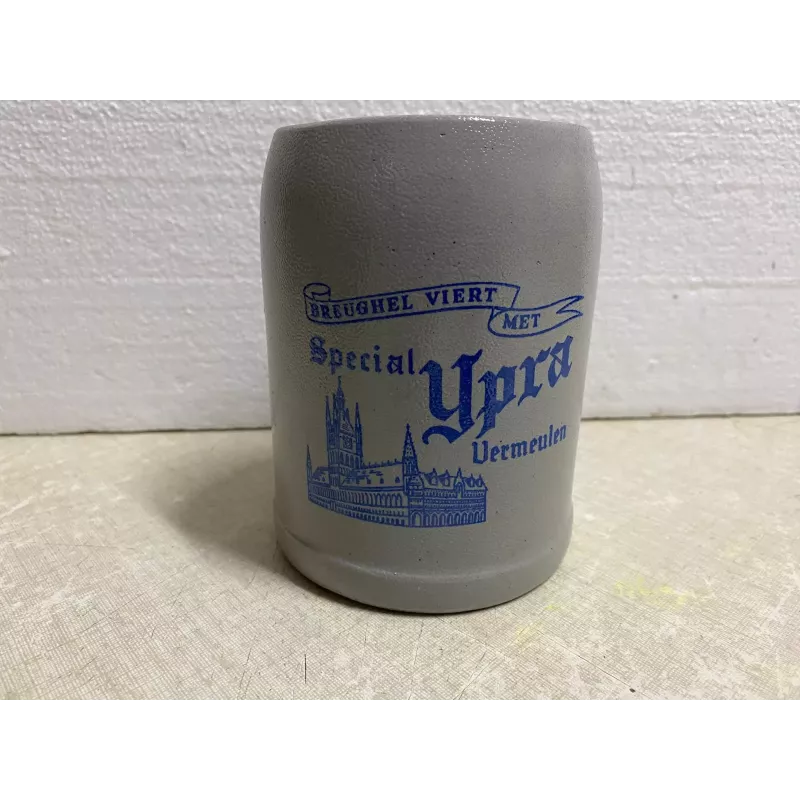 BREUGHEL VIERT
MET
Special Ypra
Vermeulen